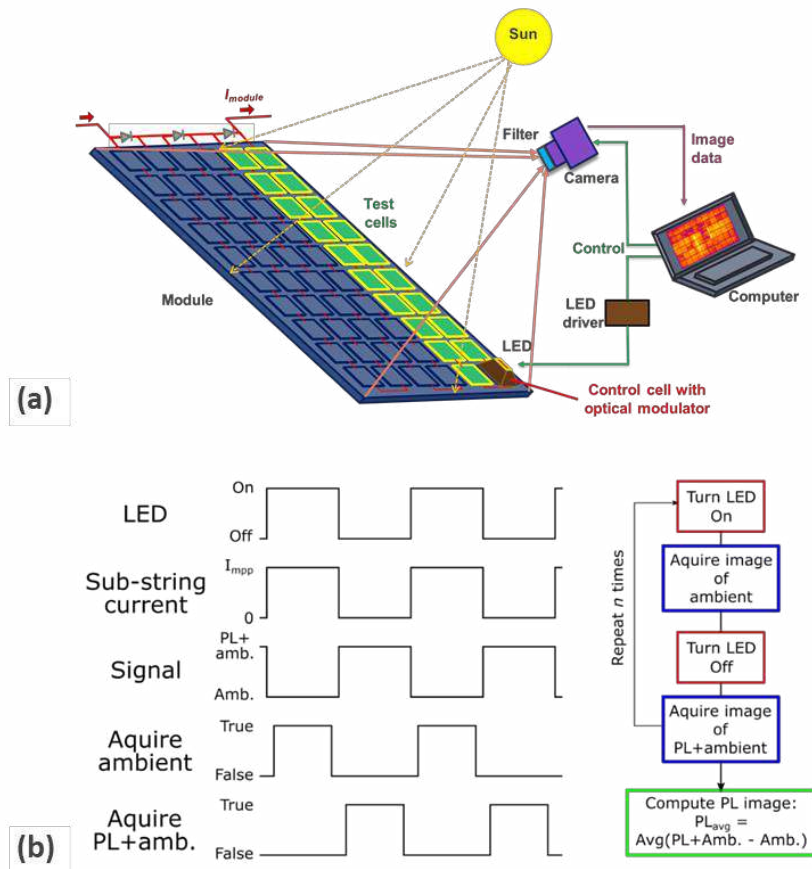 Sun
I_module
Filter
Camera
Image
data
Test
cells
Control
Module
Computer
LED
driver
LED
Control cell with
optical modulator
(a)
LED
On
Off
Sub-string
current
I_mpp
0
Signal
PL+
amb.
Amb.
Aquire
ambient
True
False
Aquire
PL+amb.
True
False
Repeat n times
Turn LED
On
Aquire image
of
ambient
Turn LED
Off
Aquire image
of
PL+ambient
Compute PL image:
PL_avg =
Avg(PL+Amb. - Amb.)
(b)